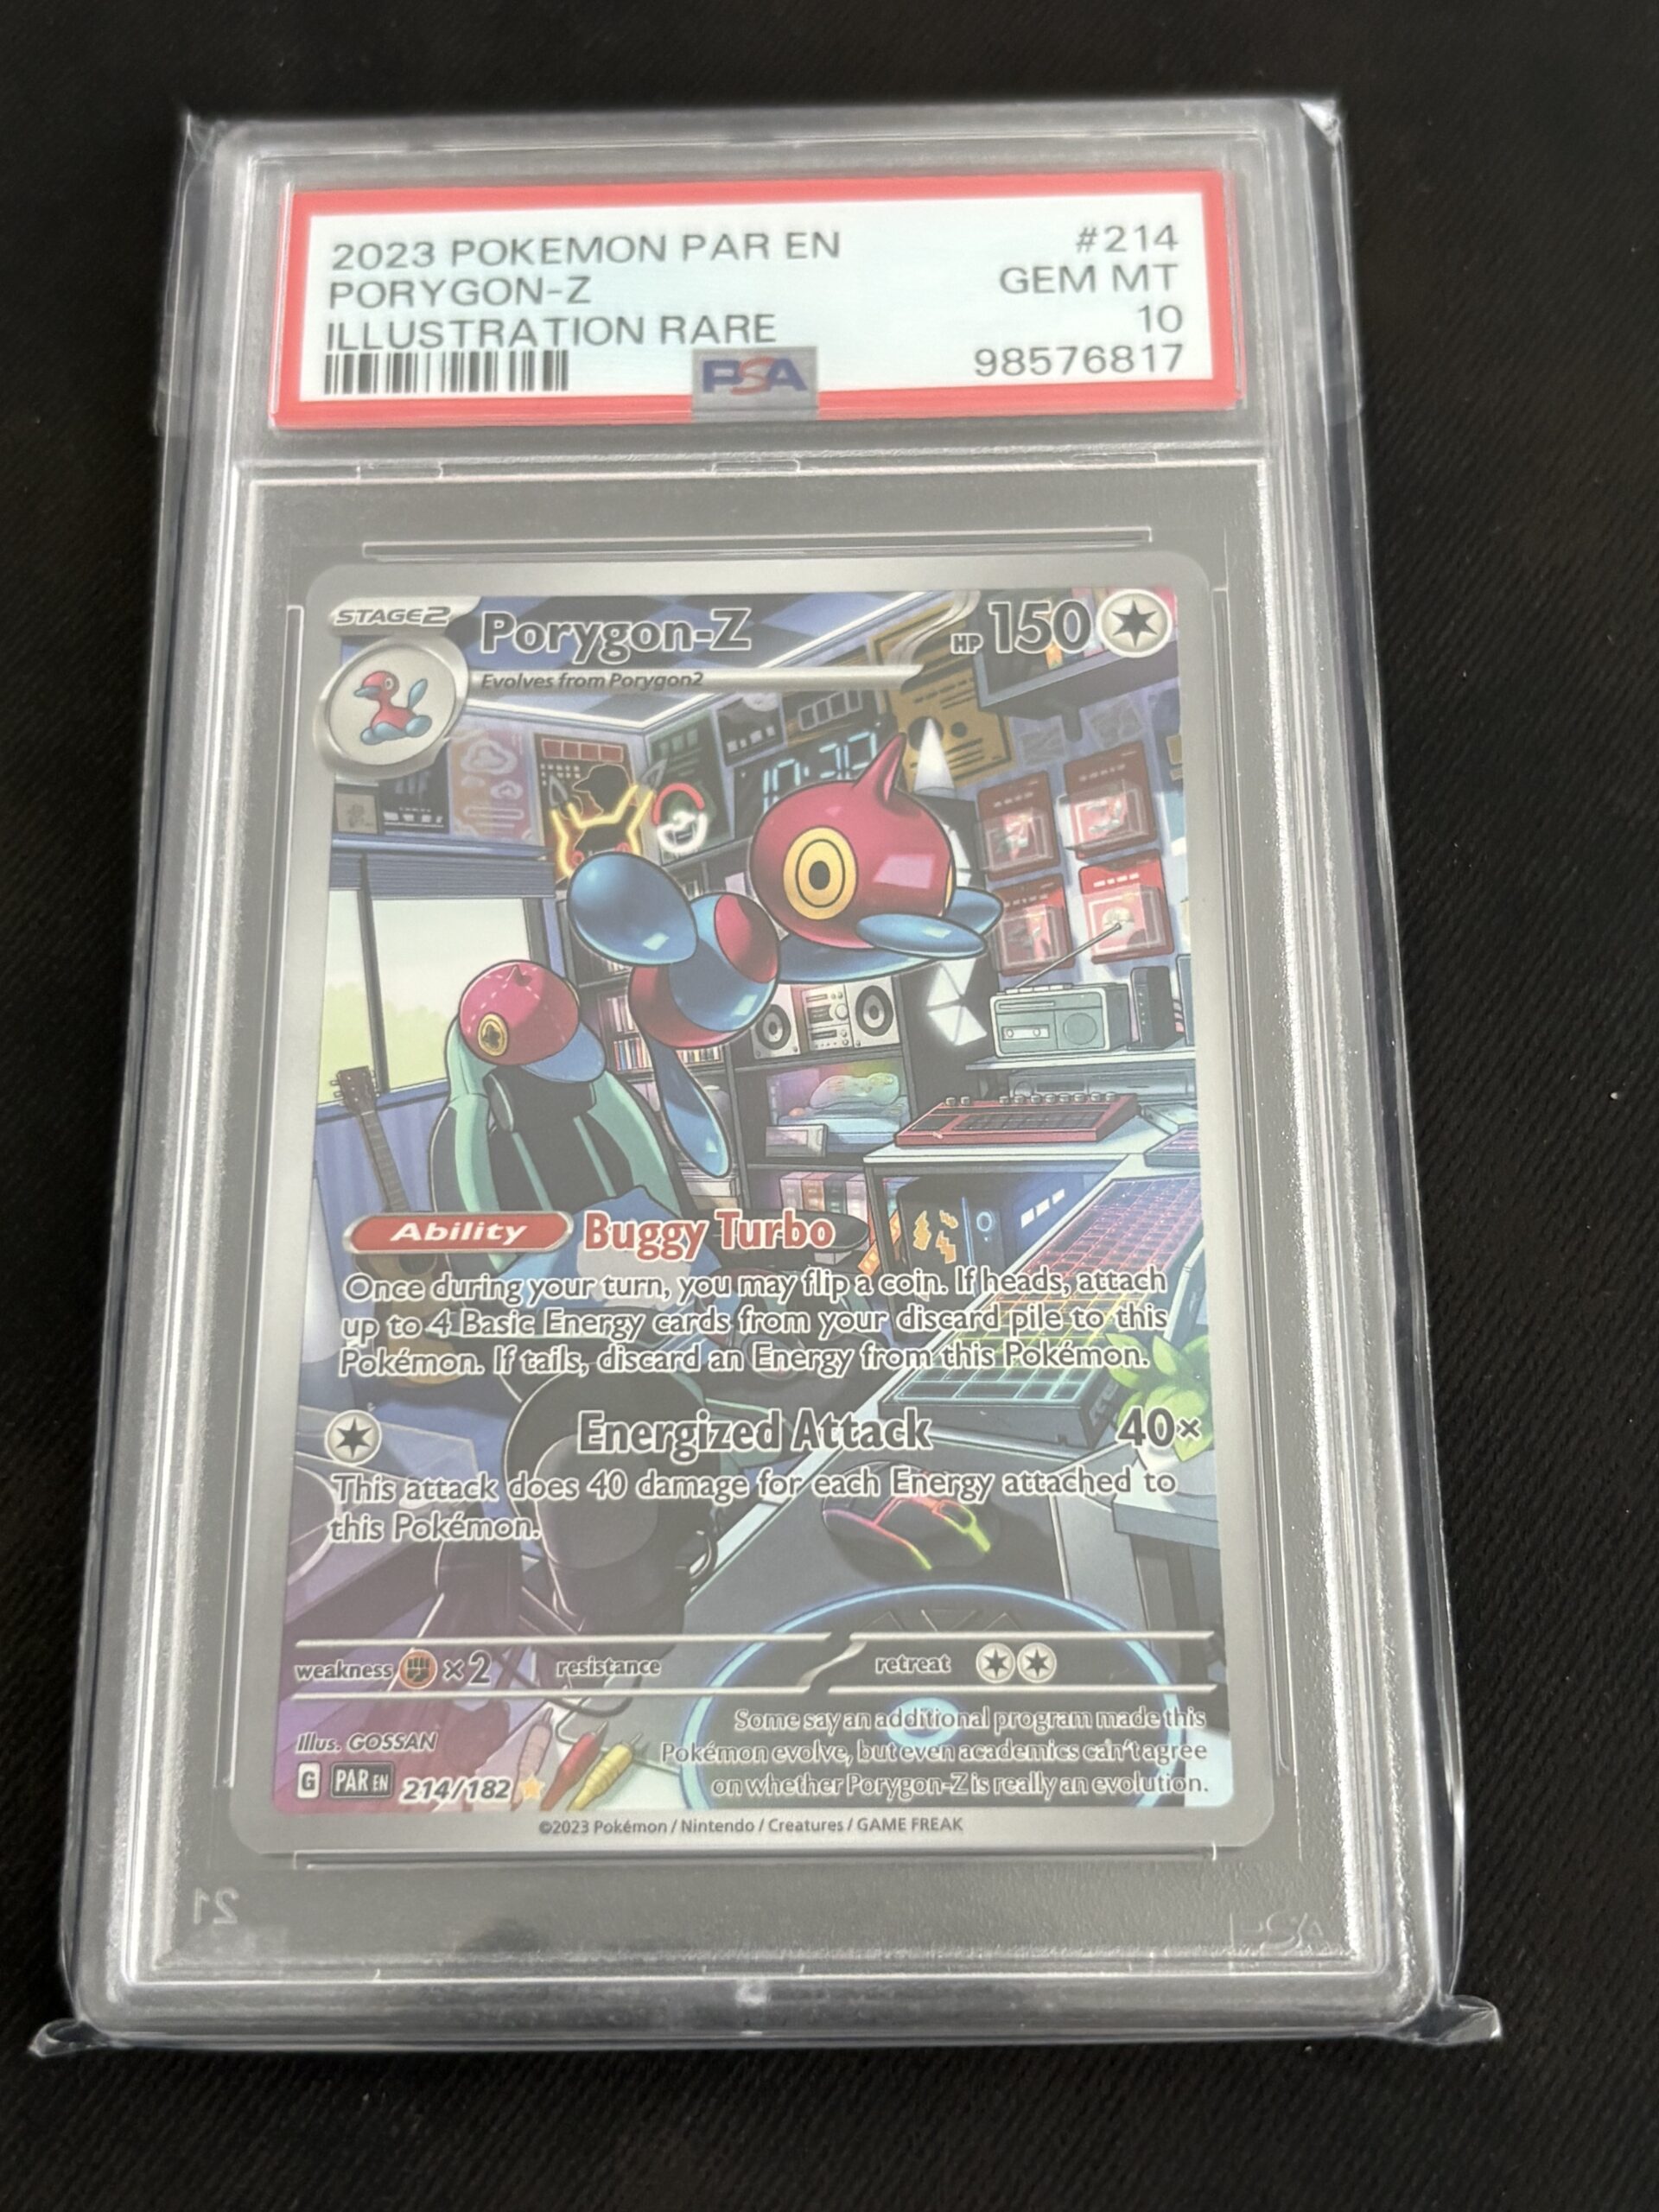 2023 POKEMON PAR EN #214
PORYGON-Z GEM MT
ILLUSTRATION RARE 10
98576817
PSA
STAGE2 Porygon-Z HP 150
Evolves from Porygon2
Ability Buggy Turbo
Once during your turn, you may flip a coin. If heads, attach
up to 4 Basic Energy cards from your discard pile to this
Pokémon. If tails, discard an Energy from this Pokémon.
Energized Attack 40×
This attack does 40 damage for each Energy attached to
this Pokémon.
weakness ×2 resistance retreat
Some say an additional program made this
Pokémon evolve, but even academics can't agree
on whether Porygon-Z is really an evolution.
Illus. GOSSAN
G PAR EN 214/182
©2023 Pokémon / Nintendo / Creatures / GAME FREAK
21 PSA